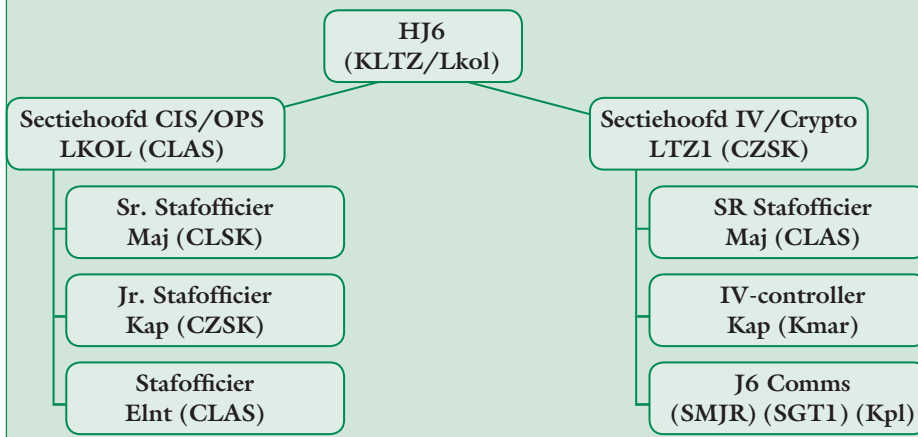 HJ6
(KLTZ/Lkol)
Sectiehoofd CIS/OPS
LKOL (CLAS)
Sr. Stafofficier
Maj (CLSK)
Jr. Stafofficier
Kap (CZSK)
Stafofficier
Elnt (CLAS)
Sectiehoofd IV/Crypto
LTZ1 (CZSK)
SR Stafofficier
Maj (CLAS)
IV-controller
Kap (Kmar)
J6 Comms
(SMJR) (SGT1) (Kpl)